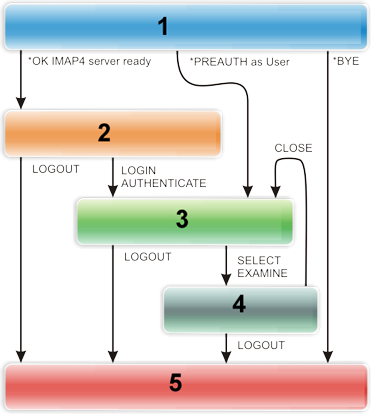 1
*OK IMAP4 server ready
*PREAUTH as User
*BYE
2
LOGOUT
LOGIN
AUTHENTICATE
CLOSE
3
LOGOUT
SELECT
EXAMINE
4
LOGOUT
5